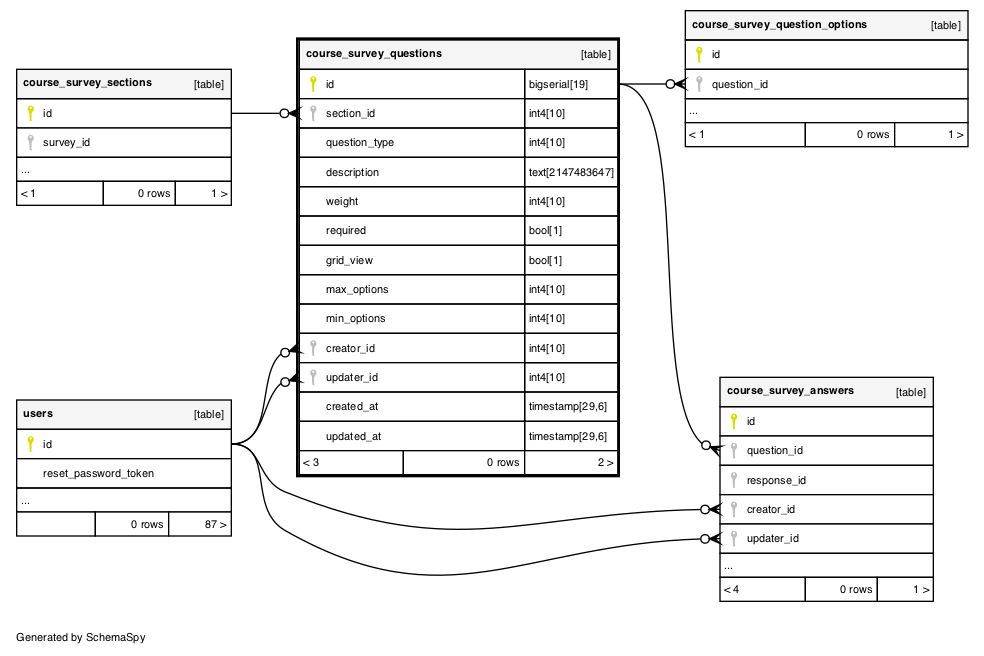 course_survey_question_options [table]
id
question_id
...
< 1 0 rows 1 >
course_survey_questions [table]
id bigserial[19]
section_id int4[10]
question_type int4[10]
description text[2147483647]
weight int4[10]
required bool[1]
grid_view bool[1]
max_options int4[10]
min_options int4[10]
creator_id int4[10]
updater_id int4[10]
created_at timestamp[29,6]
updated_at timestamp[29,6]
< 3 0 rows 2 >
course_survey_sections [table]
id
survey_id
...
< 1 0 rows 1 >
users [table]
id
reset_password_token
...
0 rows 87 >
course_survey_answers [table]
id
question_id
response_id
creator_id
updater_id
...
< 4 0 rows 1 >
Generated by SchemaSpy